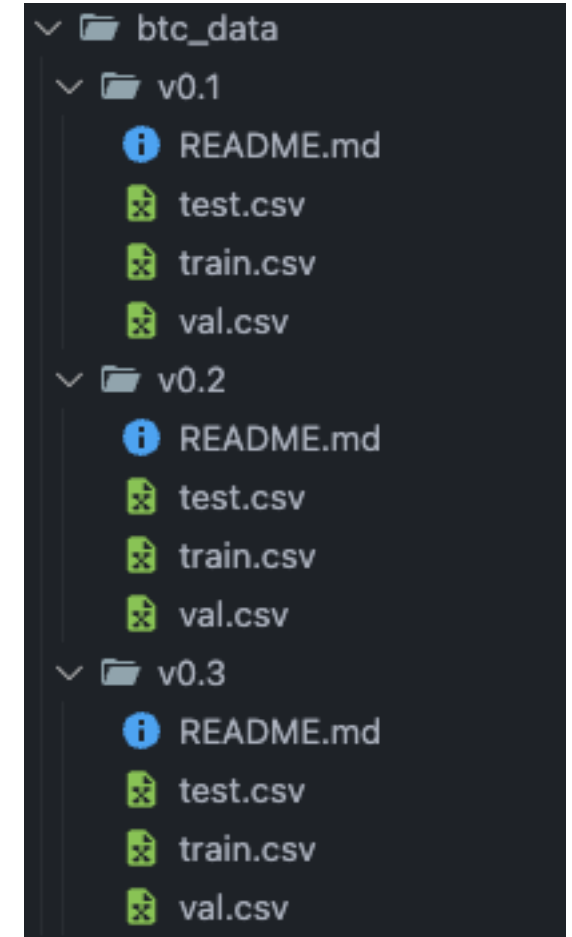 btc_data
v0.1
README.md
test.csv
train.csv
val.csv
v0.2
README.md
test.csv
train.csv
val.csv
v0.3
README.md
test.csv
train.csv
val.csv